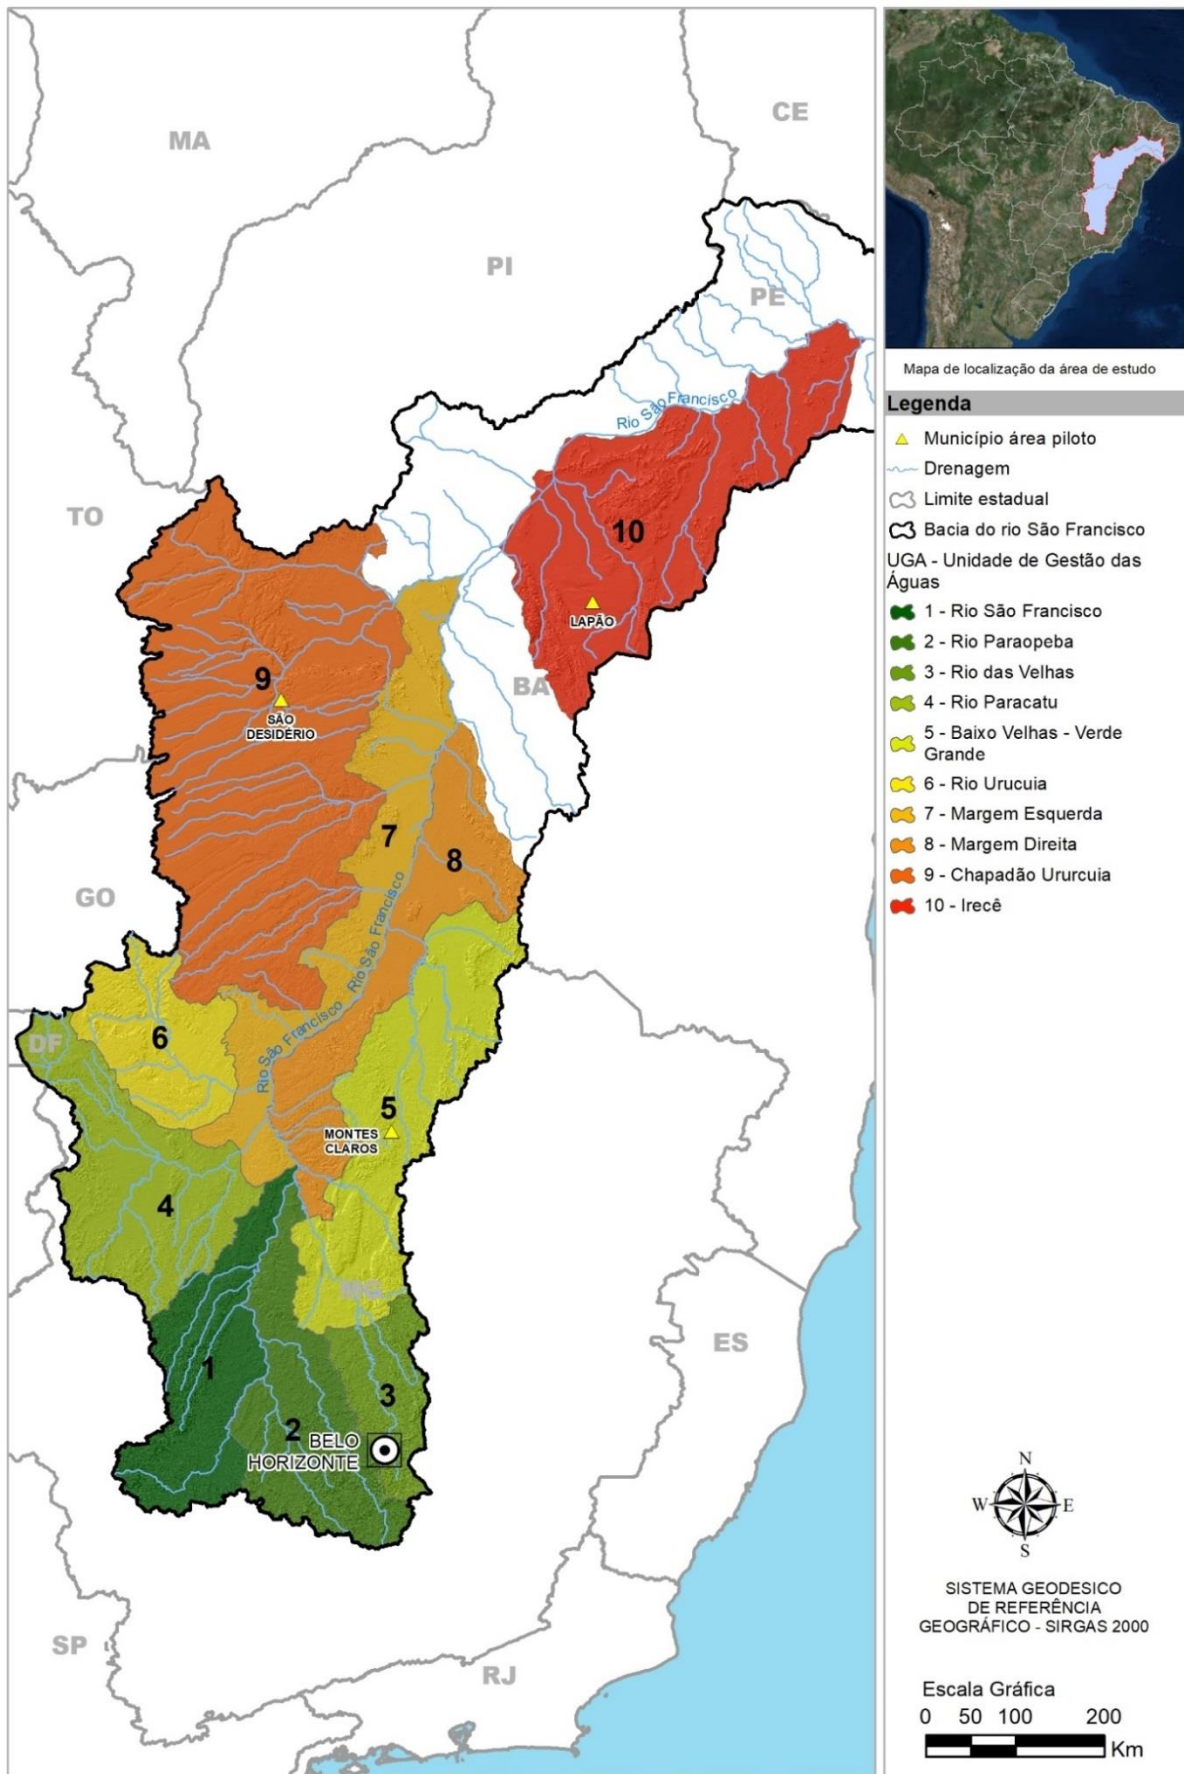 MA
CE
PI
PE
Rio São Francisco
TO
10
LAPÃO
BA
9
SÃO
DESIDÉRIO
7
8
GO
Rio São Francisco
Rio São Francisco
6
DF
5
MONTES
CLAROS
4
MG
ES
1
3
2
BELO
HORIZONTE
SP
RJ
Mapa de localização da área de estudo
Legenda
Município área piloto
Drenagem
Limite estadual
Bacia do rio São Francisco
UGA - Unidade de Gestão das
Águas
1 - Rio São Francisco
2 - Rio Paraopeba
3 - Rio das Velhas
4 - Rio Paracatu
5 - Baixo Velhas - Verde
Grande
6 - Rio Urucuia
7 - Margem Esquerda
8 - Margem Direita
9 - Chapadão Ururcuia
10 - Irecê
N
W E
S
SISTEMA GEODESICO
DE REFERÊNCIA
GEOGRÁFICO - SIRGAS 2000
Escala Gráfica
0 50 100 200
Km